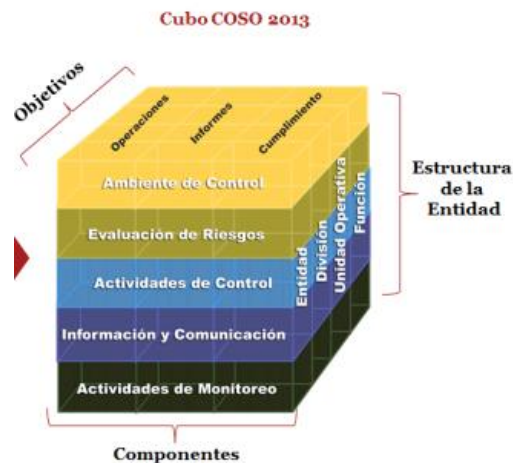 Cubo COSO 2013
Objetivos
Operaciones
Informes
Cumplimiento
Ambiente de Control
Evaluación de Riesgos
Actividades de Control
Información y Comunicación
Actividades de Monitoreo
Entidad
División
Unidad Operativa
Función
Estructura
de la
Entidad
Componentes